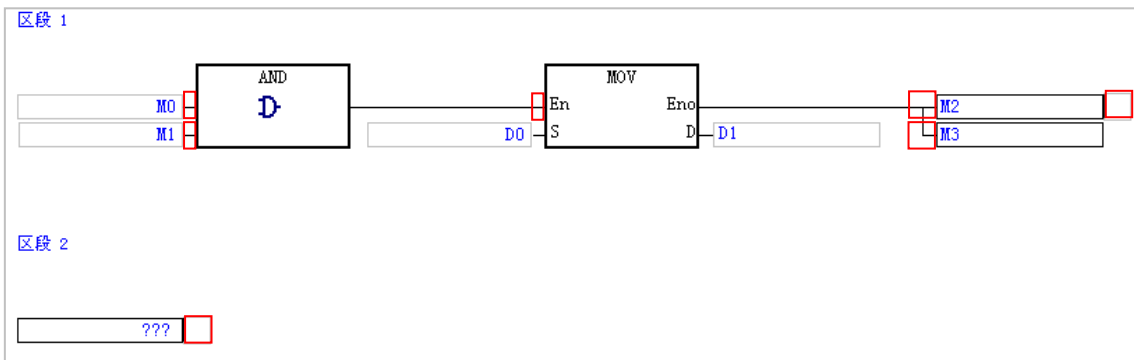 区段 1
AND MOV
M0 En Eno M2
M1 D0 S D D1 M3
区段 2
???